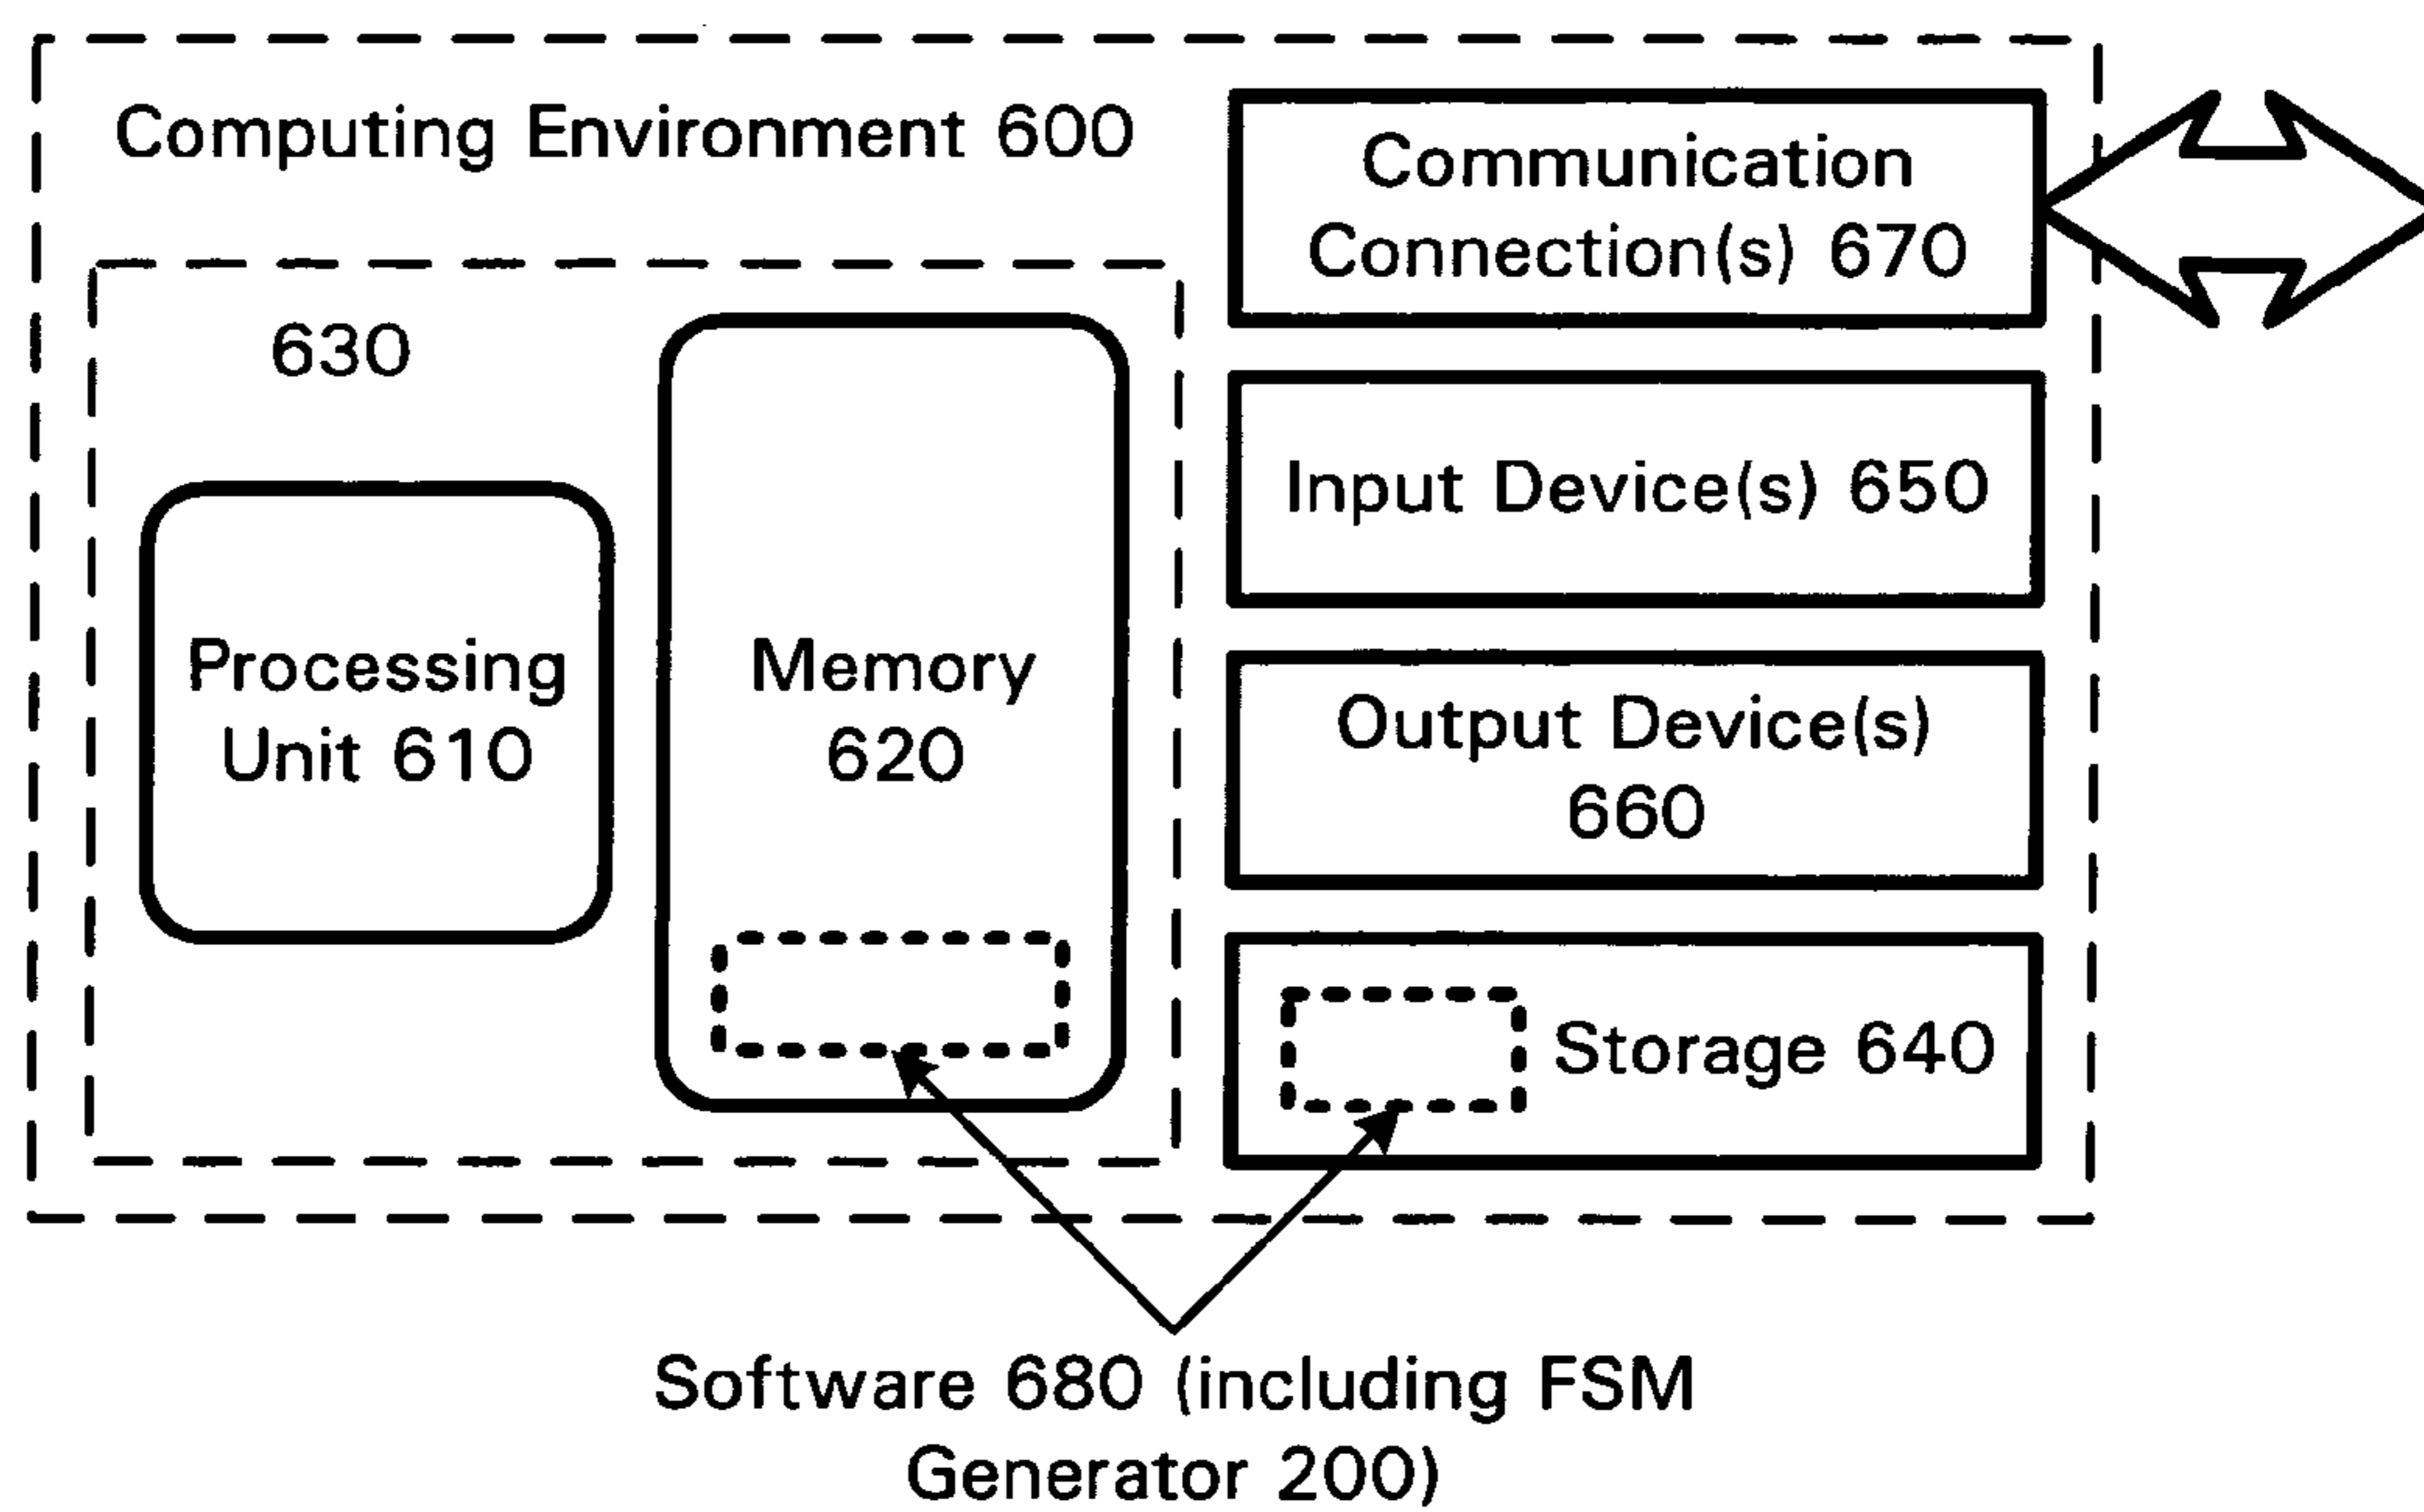 Computing Environment 600
630
Processing
Unit 610
Memory
620
Communication
Connection(s) 670
Input Device(s) 650
Output Device(s)
660
Storage 640
Software 680 (including FSM
Generator 200)